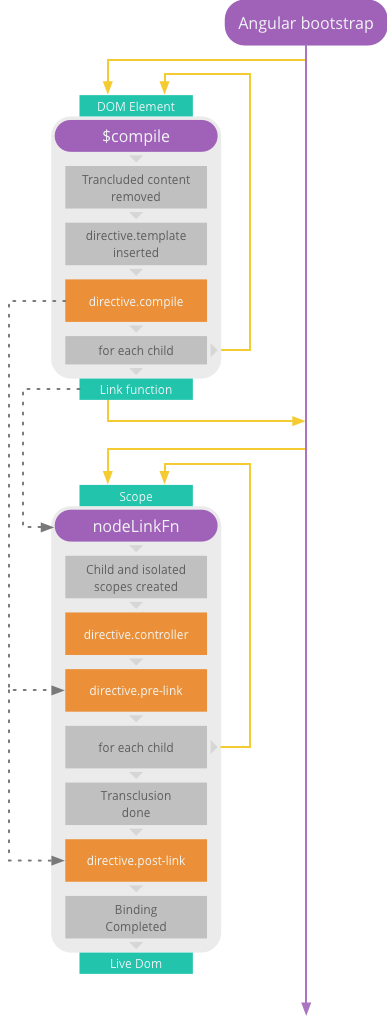 Angular bootstrap
DOM Element
$compile
Trancluded content
removed
directive.template
inserted
directive.compile
for each child
Link function
Scope
nodeLinkFn
Child and isolated
scopes created
directive.controller
directive.pre-link
for each child
Transclusion
done
directive.post-link
Binding
Completed
Live Dom